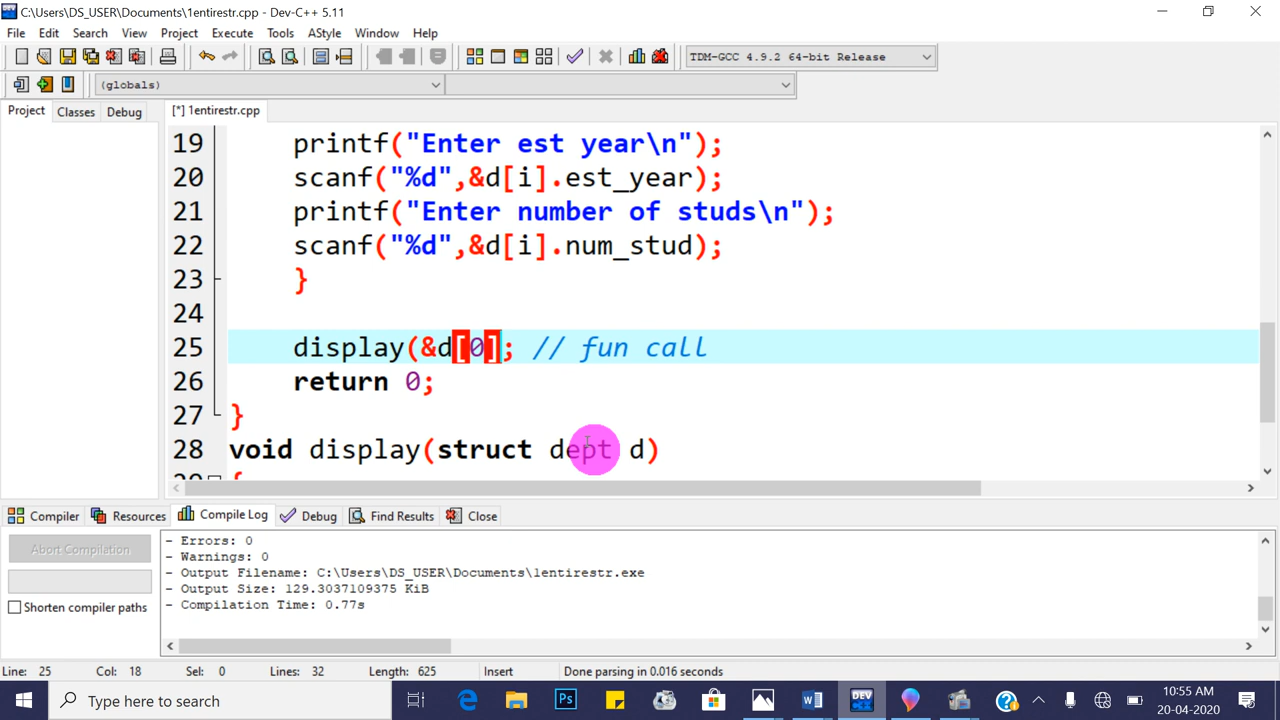 C:\Users\DS_USER\Documents\1entirestr.cpp - Dev-C++ 5.11
File Edit Search View Project Execute Tools AStyle Window Help
TDM-GCC 4.9.2 64-bit Release
(globals)
Project Classes Debug [*] 1entirestr.cpp
19 printf("Enter est year\n");
20 scanf("%d",&d[i].est_year);
21 printf("Enter number of studs\n");
22 scanf("%d",&d[i].num_stud);
23 }
24
25 display(&d[0]; // fun call
26 return 0;
27 }
28 void display(struct dept d)
{
Compiler Resources Compile Log Debug Find Results Close
Abort Compilation
Shorten compiler paths
- Errors: 0
- Warnings: 0
- Output Filename: C:\Users\DS_USER\Documents\1entirestr.exe
- Output Size: 129.3037109375 KiB
- Compilation Time: 0.77s
Line: 25 Col: 18 Sel: 0 Lines: 32 Length: 625 Insert Done parsing in 0.016 seconds
Type here to search
Ps
W
DEV
10:55 AM
20-04-2020